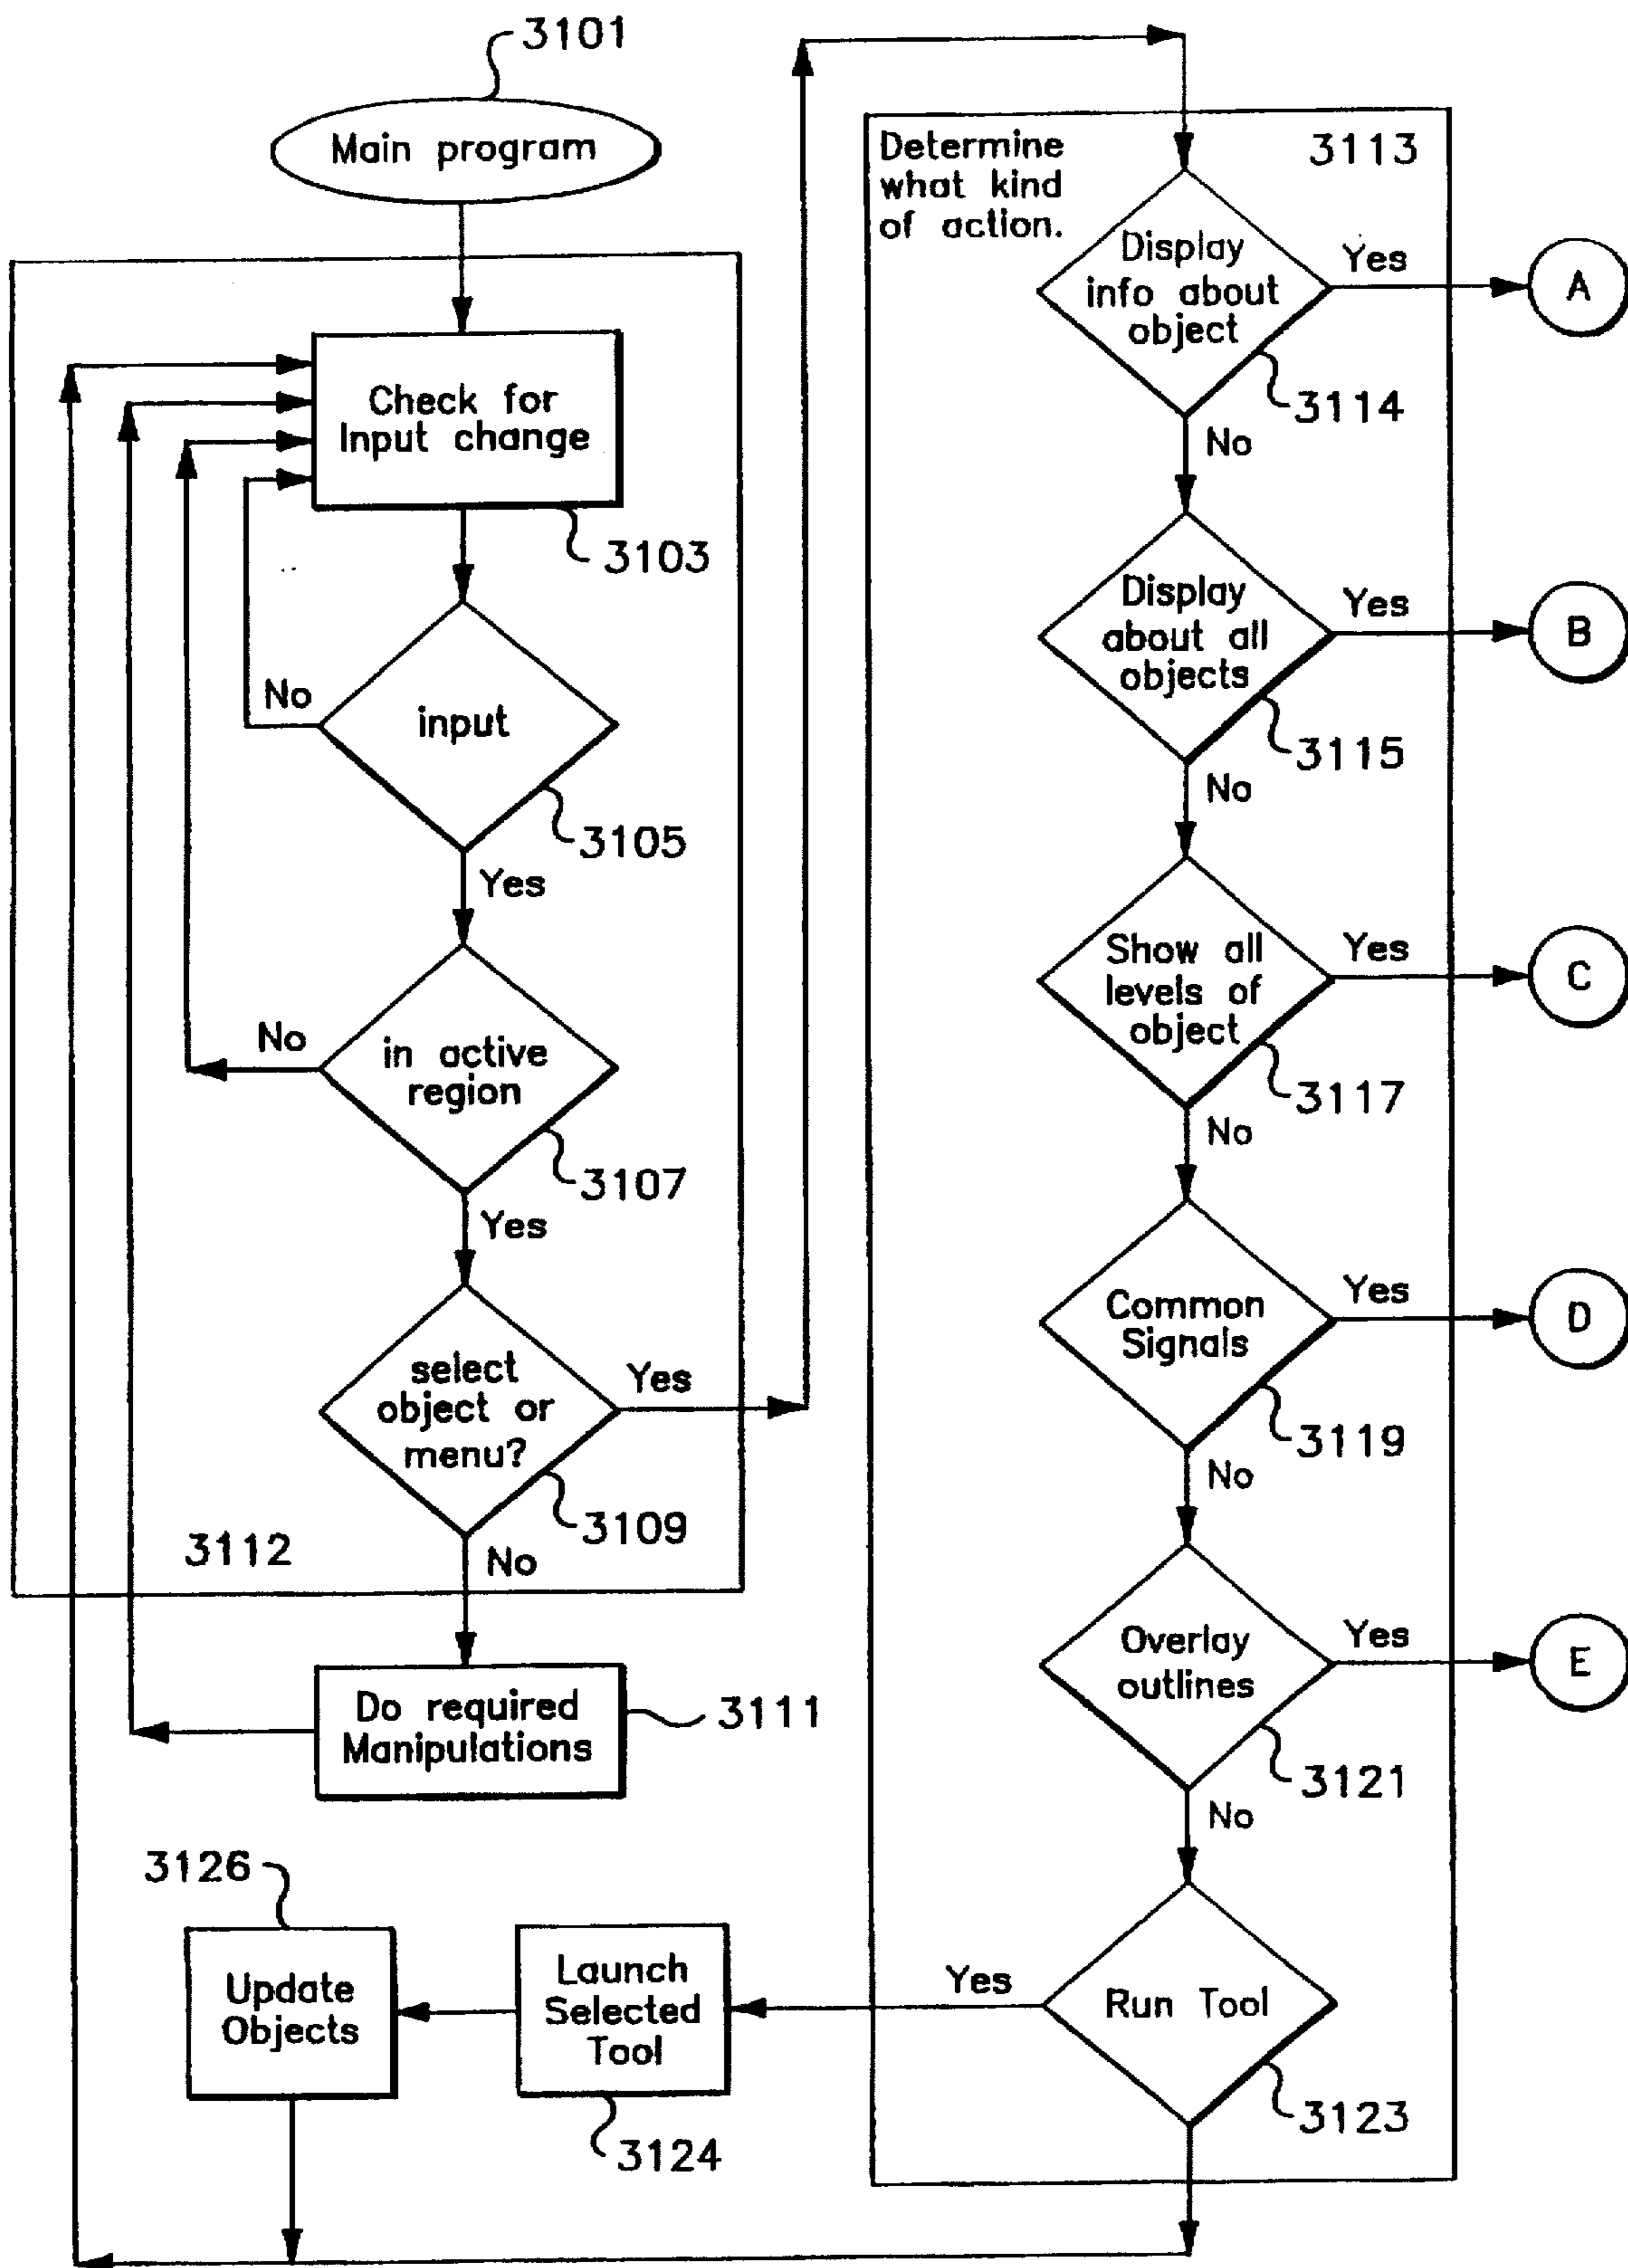 3101
Main program
Check for
Input change
3103
input
No
3105
Yes
in active
region
No
3107
Yes
select
object or
menu?
Yes
3109
3112
No
Do required
Manipulations
3111
Determine
what kind
of action.
3113
Display
info about
object
Yes
A
3114
No
Display
about all
objects
Yes
B
3115
No
Show all
levels of
object
Yes
C
3117
No
Common
Signals
Yes
D
3119
No
Overlay
outlines
Yes
E
3121
No
Run Tool
Yes
3123
Launch
Selected
Tool
3124
3126
Update
Objects